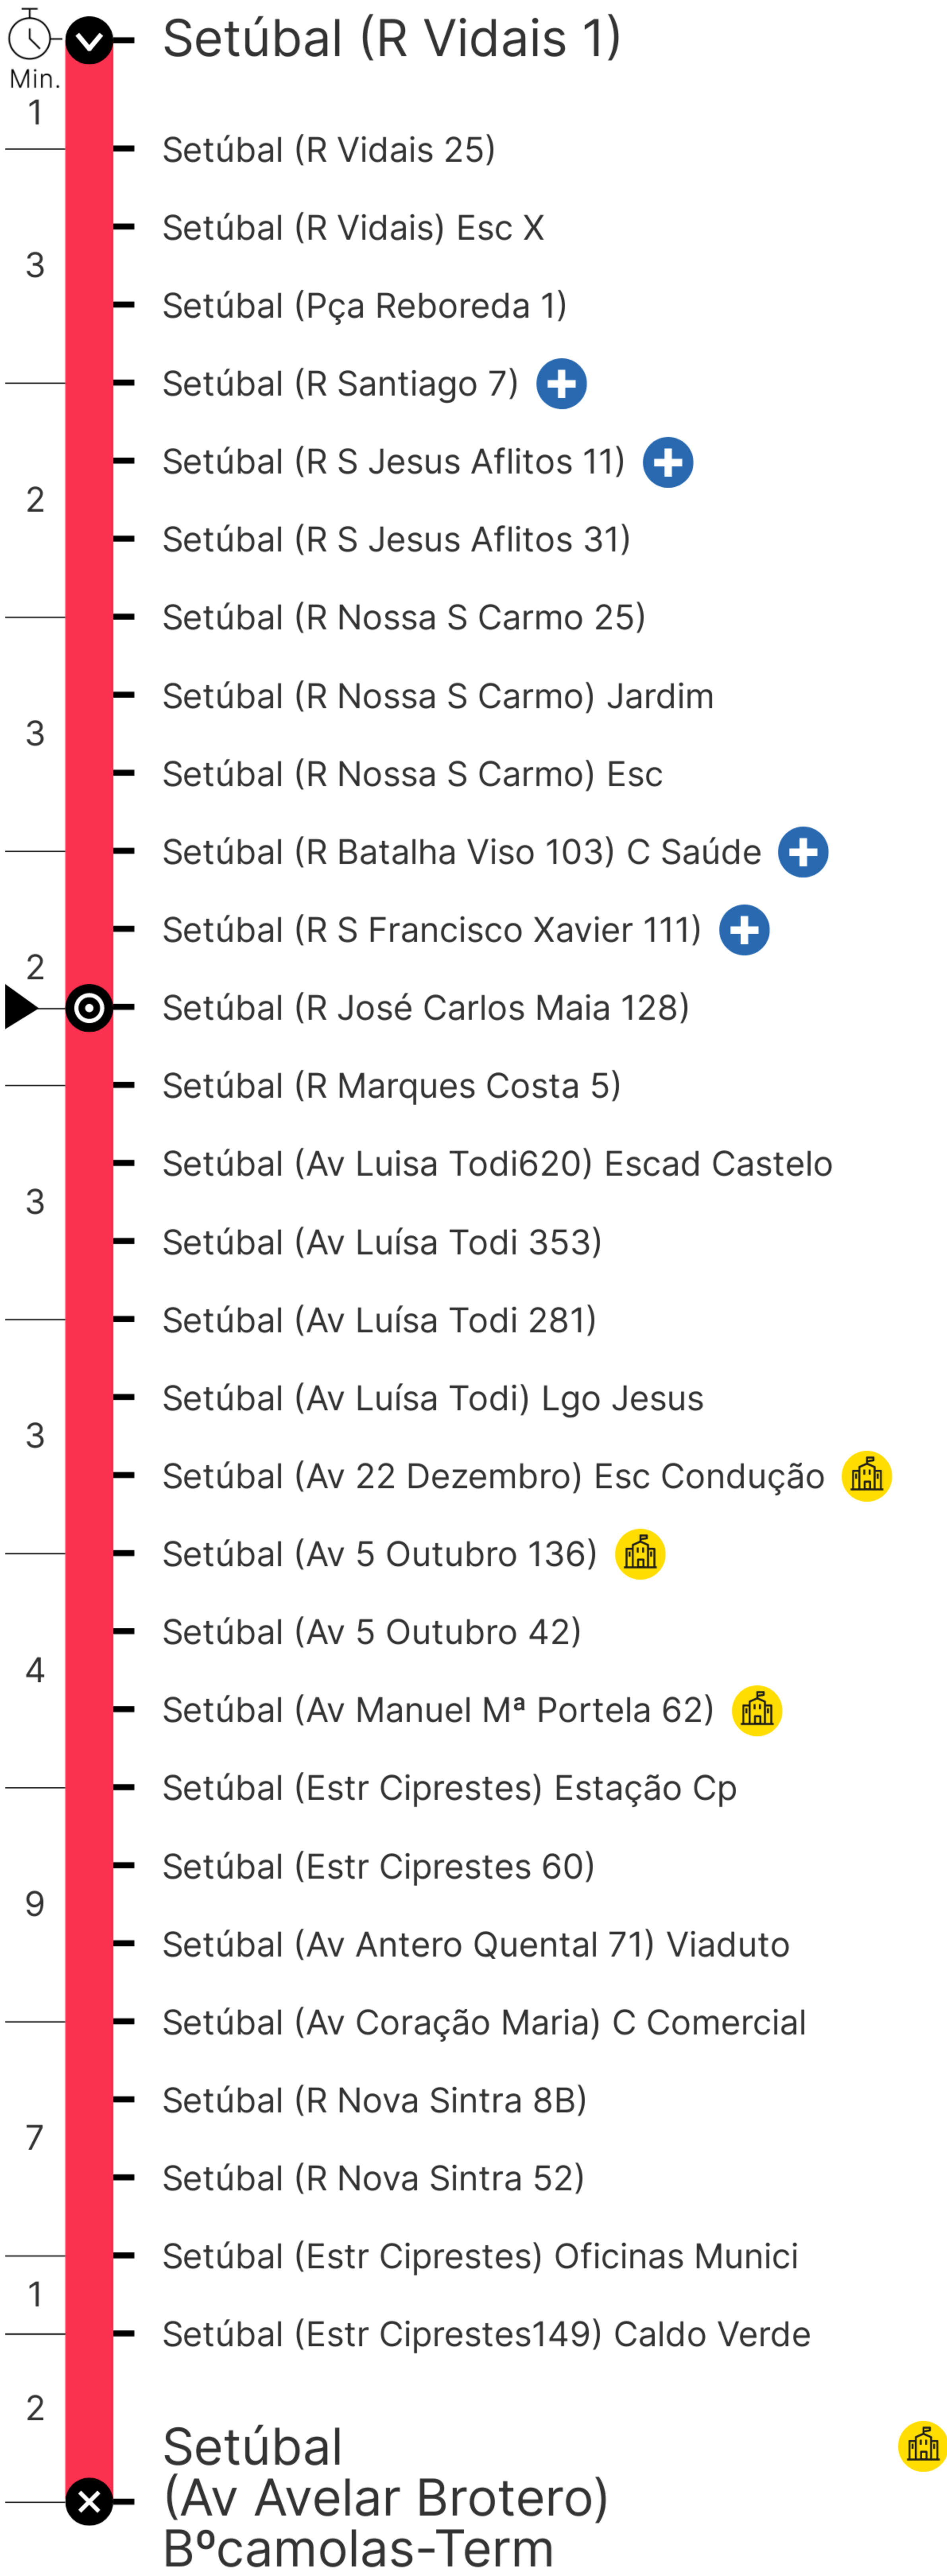 Setúbal (R Vidais 1)
Min.
1
Setúbal (R Vidais 25)
Setúbal (R Vidais) Esc X
3
Setúbal (Pça Reboreda 1)
Setúbal (R Santiago 7)
Setúbal (R S Jesus Aflitos 11)
2
Setúbal (R S Jesus Aflitos 31)
Setúbal (R Nossa S Carmo 25)
Setúbal (R Nossa S Carmo) Jardim
3
Setúbal (R Nossa S Carmo) Esc
Setúbal (R Batalha Viso 103) C Saúde
Setúbal (R S Francisco Xavier 111)
2
Setúbal (R José Carlos Maia 128)
Setúbal (R Marques Costa 5)
Setúbal (Av Luisa Todi620) Escad Castelo
3
Setúbal (Av Luísa Todi 353)
Setúbal (Av Luísa Todi 281)
Setúbal (Av Luísa Todi) Lgo Jesus
3
Setúbal (Av 22 Dezembro) Esc Condução
Setúbal (Av 5 Outubro 136)
Setúbal (Av 5 Outubro 42)
4
Setúbal (Av Manuel Mª Portela 62)
Setúbal (Estr Ciprestes) Estação Cp
Setúbal (Estr Ciprestes 60)
9
Setúbal (Av Antero Quental 71) Viaduto
Setúbal (Av Coração Maria) C Comercial
Setúbal (R Nova Sintra 8B)
7
Setúbal (R Nova Sintra 52)
Setúbal (Estr Ciprestes) Oficinas Munici
1
Setúbal (Estr Ciprestes149) Caldo Verde
2
Setúbal
(Av Avelar Brotero)
Bºcamolas-Term